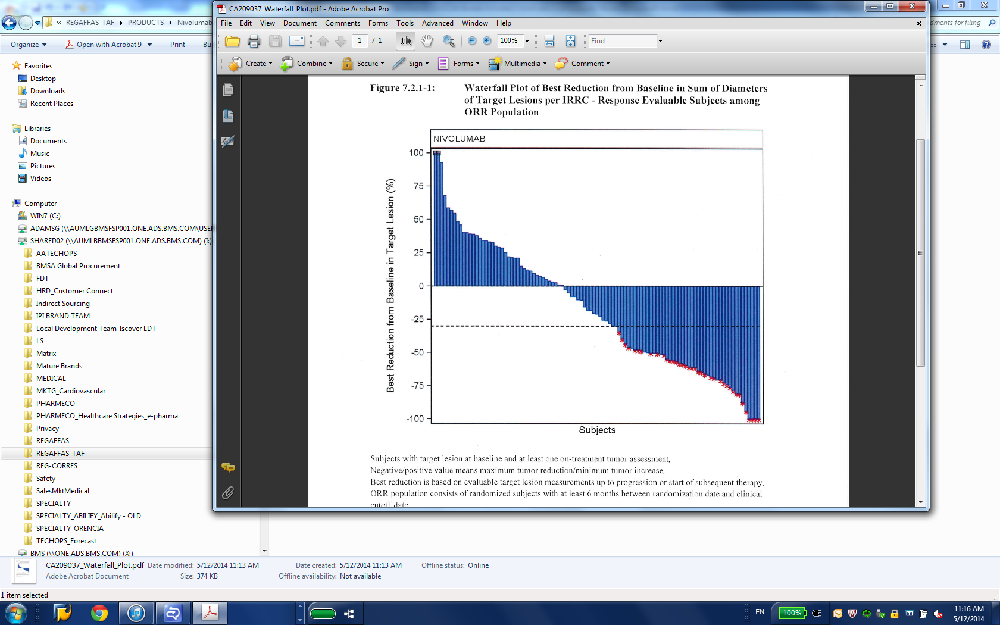 CA209037_Waterfall_Plot.pdf - Adobe Acrobat Pro
« REGAFFAS-TAF ▸ PRODUCTS ▸ Nivolumab
dments for filing
File Edit View Document Comments Forms Tools Advanced Window Help
Organize Open with Acrobat 9 Print Bu
1 / 1 100% Find
Create Combine Secure Sign Forms Multimedia Comment
Favorites
Desktop
Downloads
Recent Places
Libraries
Documents
Music
Pictures
Videos
Computer
WIN7 (C:)
ADAMSG (\\AUMLGBMSFSP001.ONE.ADS.BMS.COM\USE
SHARED02 (\\AUMLBBMSFSP001.ONE.ADS.BMS.COM) (I:)
AATECHOPS
BMSA Global Procurement
FDT
HRD_Customer Connect
Indirect Sourcing
IPI BRAND TEAM
Local Development Team_Iscover LDT
LS
Matrix
Mature Brands
MEDICAL
MKTG_Cardiovascular
PHARMECO
PHARMECO_Healthcare Strategies_e-pharma
Privacy
REGAFFAS
REGAFFAS-TAF
REG-CORRES
Safety
SalesMktMedical
SPECIALTY
SPECIALTY_ABILIFY_Abilify - OLD
SPECIALTY_ORENCIA
TECHOPS_Forecast
BMS (\\ONE.ADS.BMS.COM) (X:)
Figure 7.2.1-1: Waterfall Plot of Best Reduction from Baseline in Sum of Diameters
of Target Lesions per IRRC - Response Evaluable Subjects among
ORR Population
NIVOLUMAB
Best Reduction from Baseline in Target Lesion (%)
100
75
50
25
0
-25
-50
-75
-100
Subjects
Subjects with target lesion at baseline and at least one on-treatment tumor assessment.
Negative/positive value means maximum tumor reduction/minimum tumor increase.
Best reduction is based on evaluable target lesion measurements up to progression or start of subsequent therapy.
ORR population consists of randomized subjects with at least 6 months between randomization date and clinical
cutoff date
CA209037_Waterfall_Plot.pdf Date modified: 5/12/2014 11:13 AM Date created: 5/12/2014 11:13 AM Offline status: Online
Adobe Acrobat Document Size: 374 KB Offline availability: Not available
1 item selected
EN 100% 11:16 AM
5/12/2014